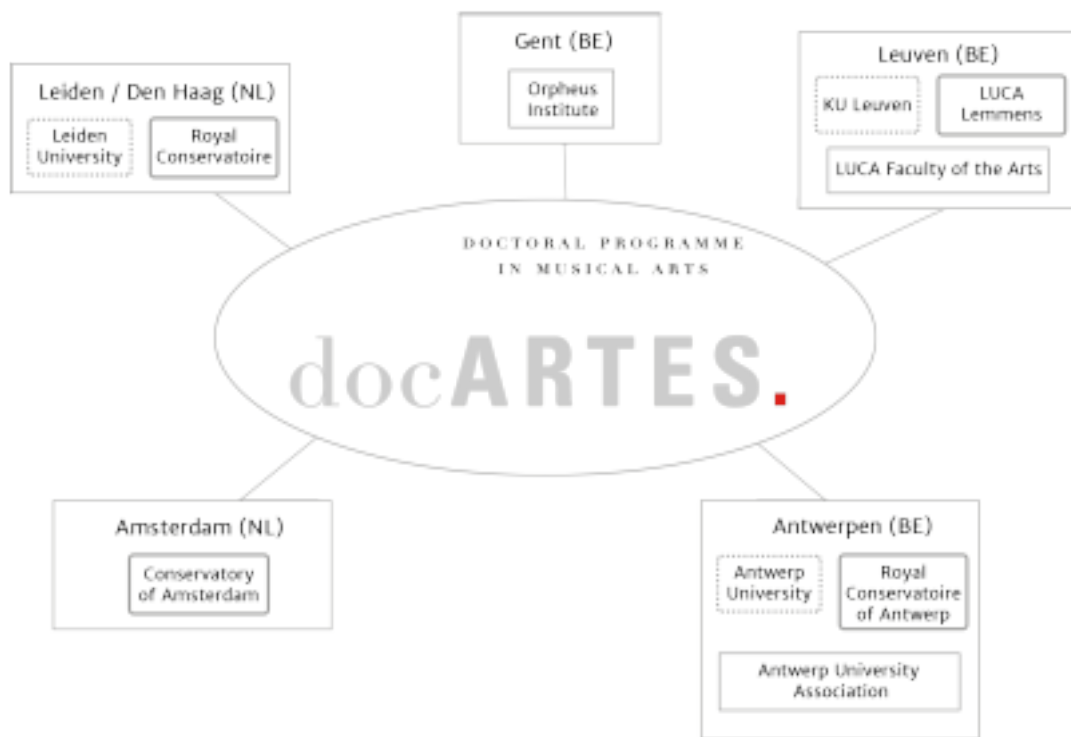 Gent (BE)
Orpheus
Institute
Leiden / Den Haag (NL)
Leiden
University
Royal
Conservatoire
Leuven (BE)
KU Leuven
LUCA
Lemmens
LUCA Faculty of the Arts
DOCTORAL PROGRAMME
IN MUSICAL ARTS
docARTES.
Amsterdam (NL)
Conservatory
of Amsterdam
Antwerpen (BE)
Antwerp
University
Royal
Conservatoire
of Antwerp
Antwerp University
Association